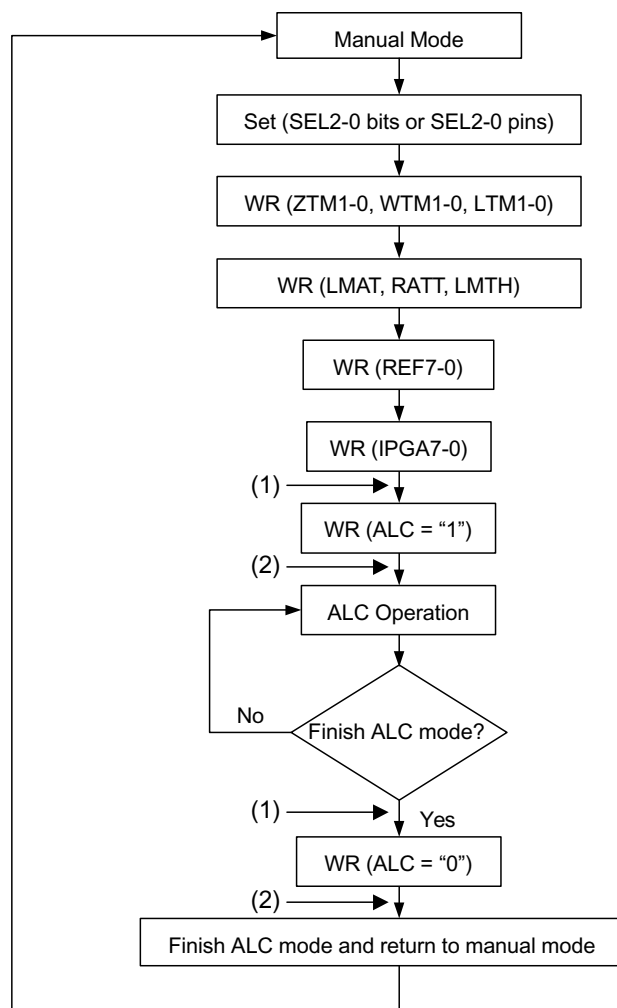 Manual Mode
Set (SEL2-0 bits or SEL2-0 pins)
WR (ZTM1-0, WTM1-0, LTM1-0)
WR (LMAT, RATT, LMTH)
WR (REF7-0)
WR (IPGA7-0)
(1)
WR (ALC = “1”)
(2)
ALC Operation
No
Finish ALC mode?
(1)
Yes
WR (ALC = “0”)
(2)
Finish ALC mode and return to manual mode